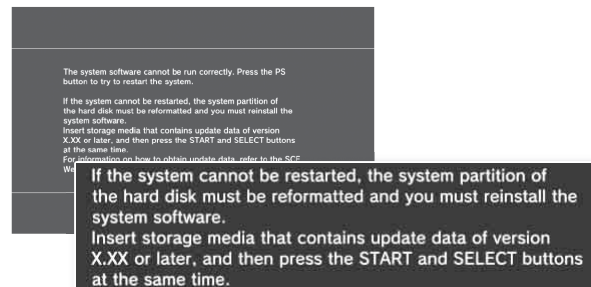 The system software cannot be run correctly. Press the PS
button to try to restart the system.
If the system cannot be restarted, the system partition of
the hard disk must be reformatted and you must reinstall the
system software.
Insert storage media that contains update data of version
X.XX or later, and then press the START and SELECT buttons
at the same time.
For information on how to obtain update data, refer to the SCE
We
If the system cannot be restarted, the system partition of
the hard disk must be reformatted and you must reinstall the
system software.
Insert storage media that contains update data of version
X.XX or later, and then press the START and SELECT buttons
at the same time.